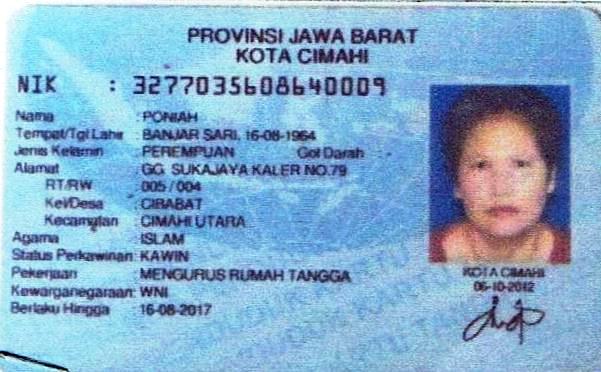 PROVINSI JAWA BARAT
KOTA CIMAHI
NIK : 3277035608640009
Nama : PONIAH
Tempat/Tgl Lahir : BANJAR SARI, 16-08-1964
Jenis Kelamin : PEREMPUAN Gol Darah :
Alamat : GG SUKAJAYA KALER NO.79
RT/RW : 005 / 004
Kel/Desa : CIBABAT
Kecamatan : CIMAHI UTARA
Agama : ISLAM
Status Perkawinan: KAWIN
Pekerjaan : MENGURUS RUMAH TANGGA
Kewarganegaraan: WNI
Berlaku Hingga : 16-08-2017
KOTA CIMAHI
06-10-2012